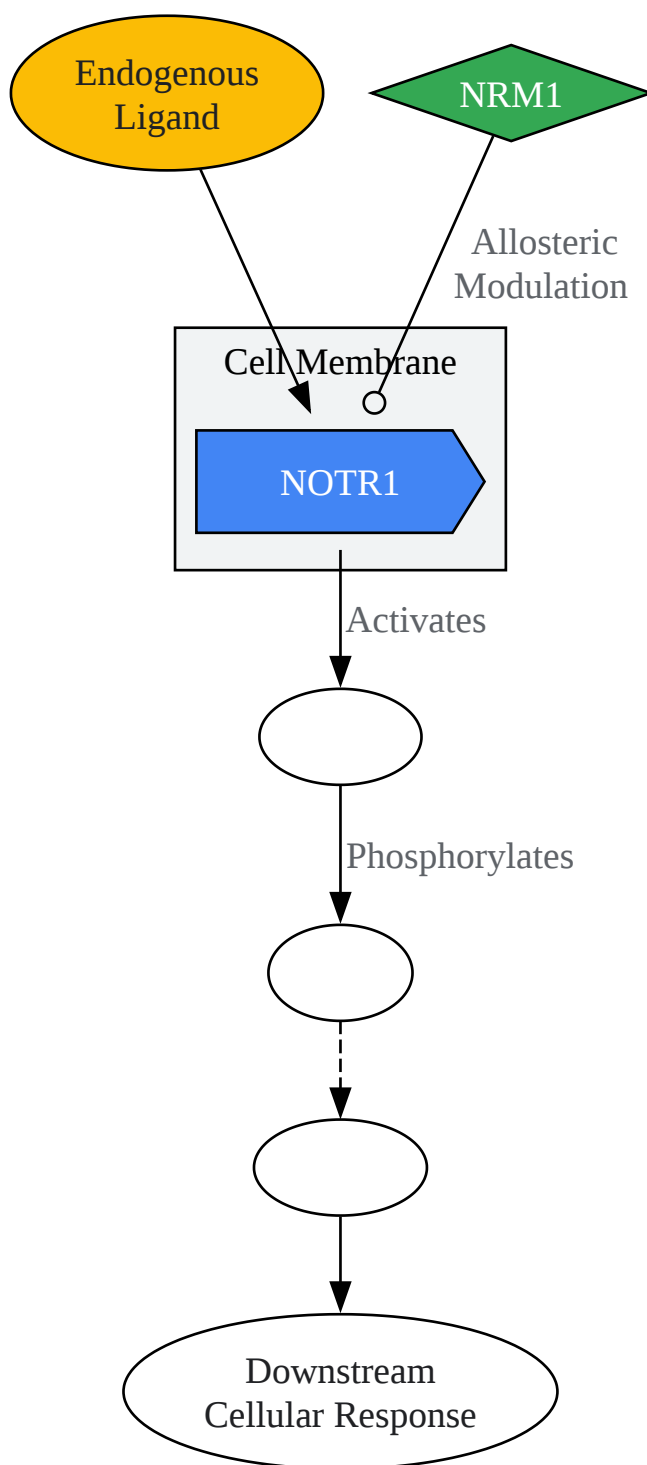 Endogenous
Ligand
NRM1
Allosteric
Modulation
Cell Membrane
NOTR1
Activates
Phosphorylates
Downstream
Cellular Response